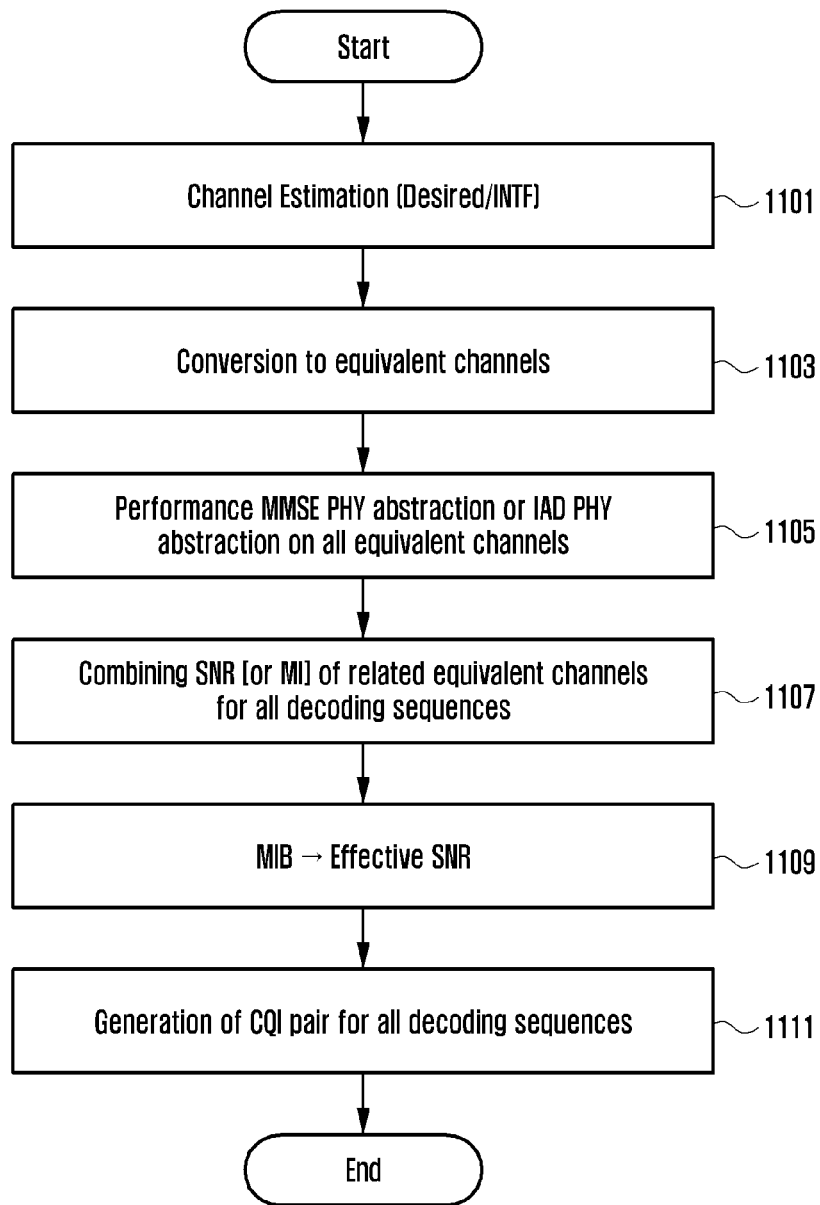 Start
Channel Estimation (Desired/INTF)
1101
Conversion to equivalent channels
1103
Performance MMSE PHY abstraction or IAD PHY
abstraction on all equivalent channels
1105
Combining SNR [or MI] of related equivalent channels
for all decoding sequences
1107
MIB → Effective SNR
1109
Generation of CQI pair for all decoding sequences
1111
End